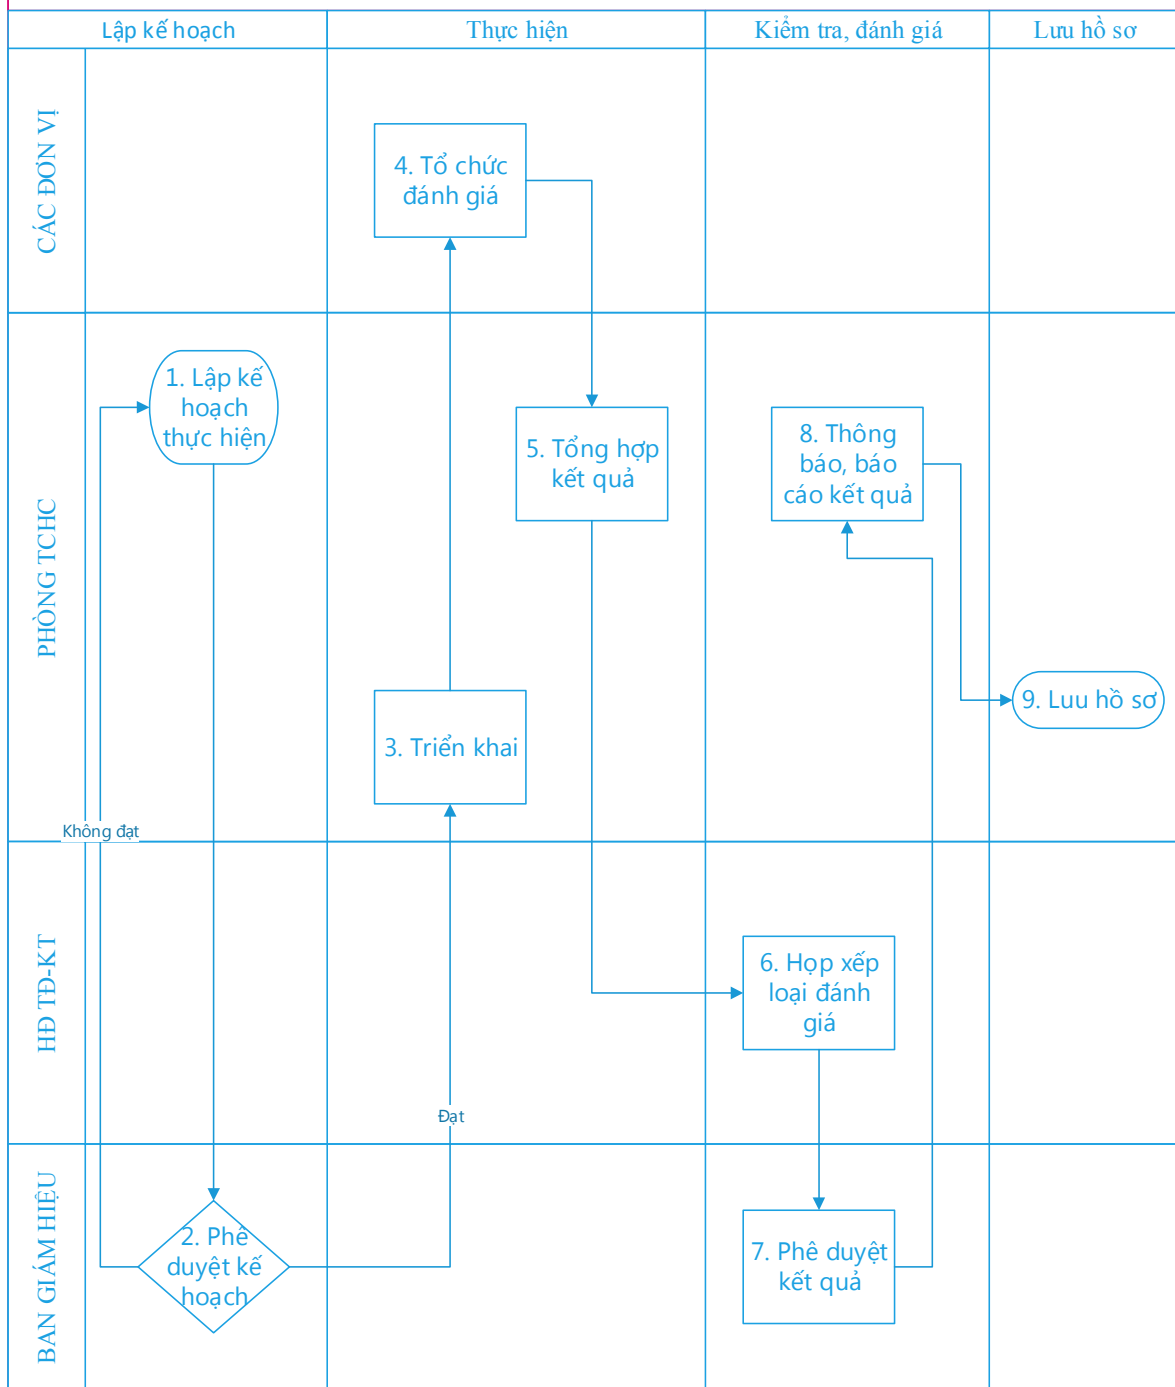 Lập kế hoạch
Thực hiện
Kiểm tra, đánh giá
Lưu hồ sơ
CÁC ĐƠN VỊ
4. Tổ chức
đánh giá
PHÒNG TCHC
1. Lập kế
hoạch
thực hiện
5. Tổng hợp
kết quả
8. Thông
báo, báo
cáo kết quả
3. Triển khai
9. Luu hồ sơ
Không đạt
HĐ TĐ-KT
6. Họp xếp
loại đánh
giá
Đạt
BAN GIÁM HIỆU
2. Phê
duyệt kế
hoạch
7. Phê duyệt
kết quả